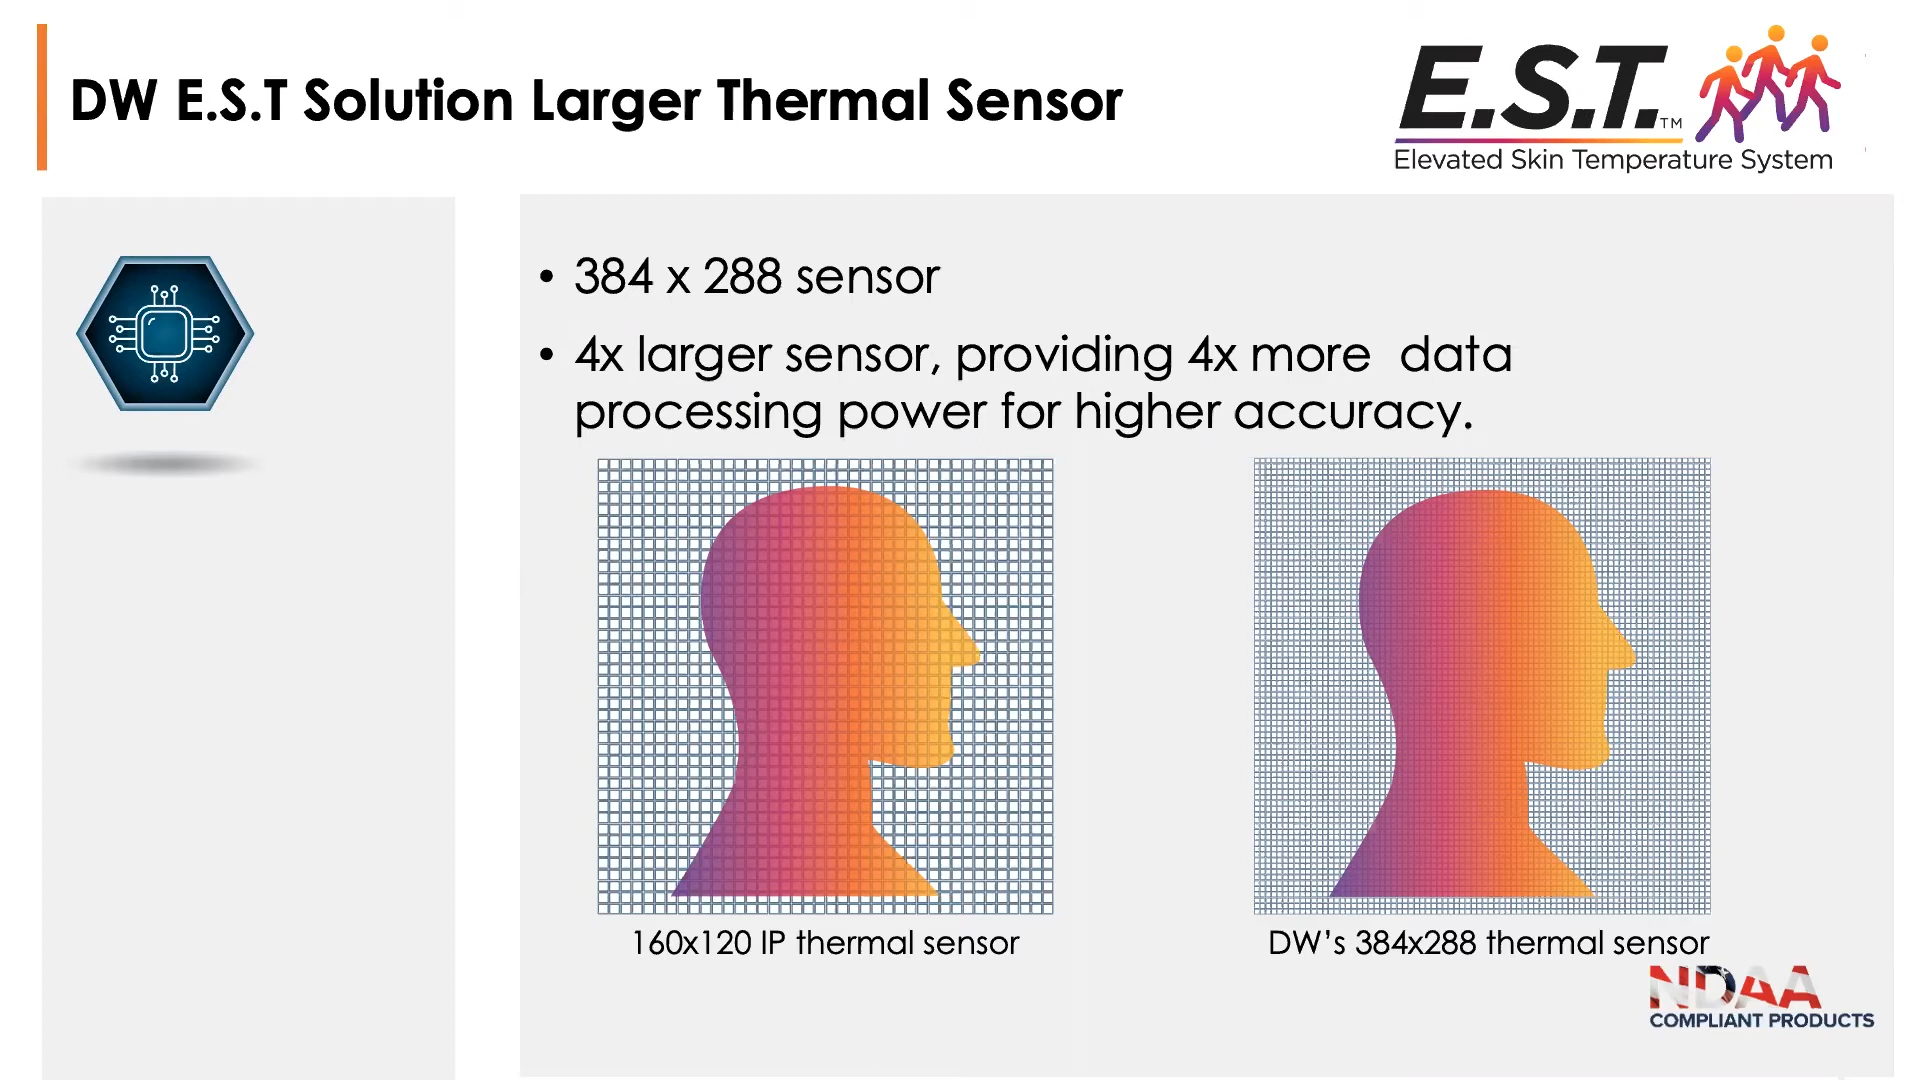 DW E.S.T Solution Larger Thermal Sensor
E.S.T.™
Elevated Skin Temperature System
• 384 x 288 sensor
• 4x larger sensor, providing 4x more  data
processing power for higher accuracy.
160x120 IP thermal sensor
DW’s 384x288 thermal sensor
NDAA
COMPLIANT PRODUCTS